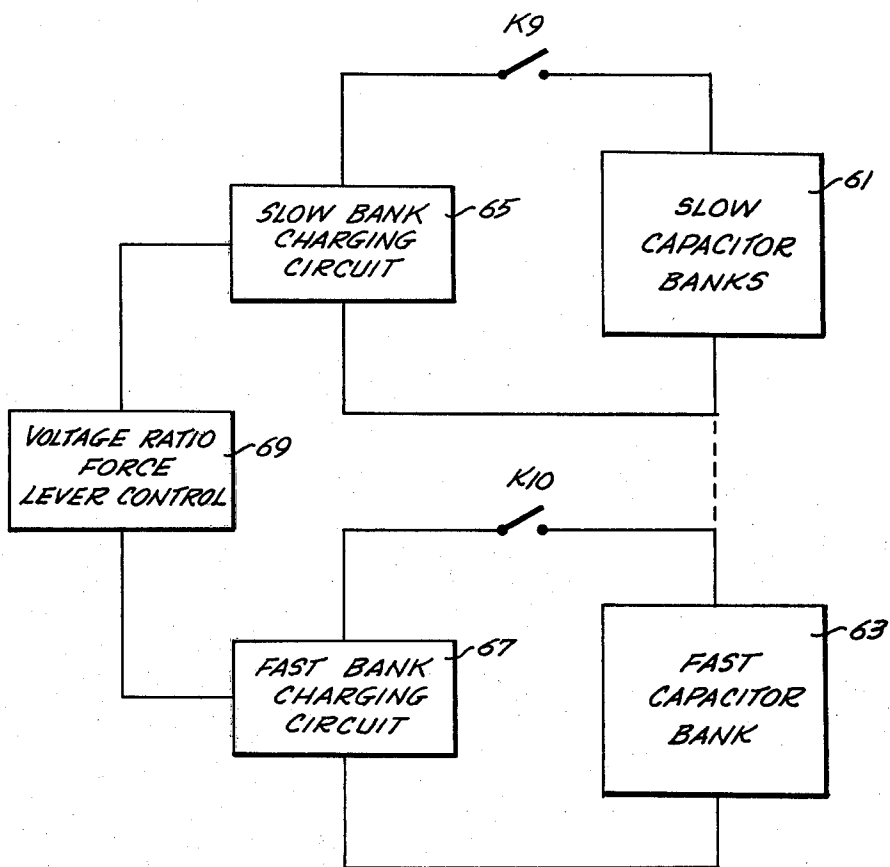 K9
SLOW BANK
CHARGING
CIRCUIT
65
SLOW
CAPACITOR
BANKS
61
VOLTAGE RATIO
FORCE
LEVER CONTROL
69
K10
FAST BANK
CHARGING
CIRCUIT
67
FAST
CAPACITOR
BANK
63